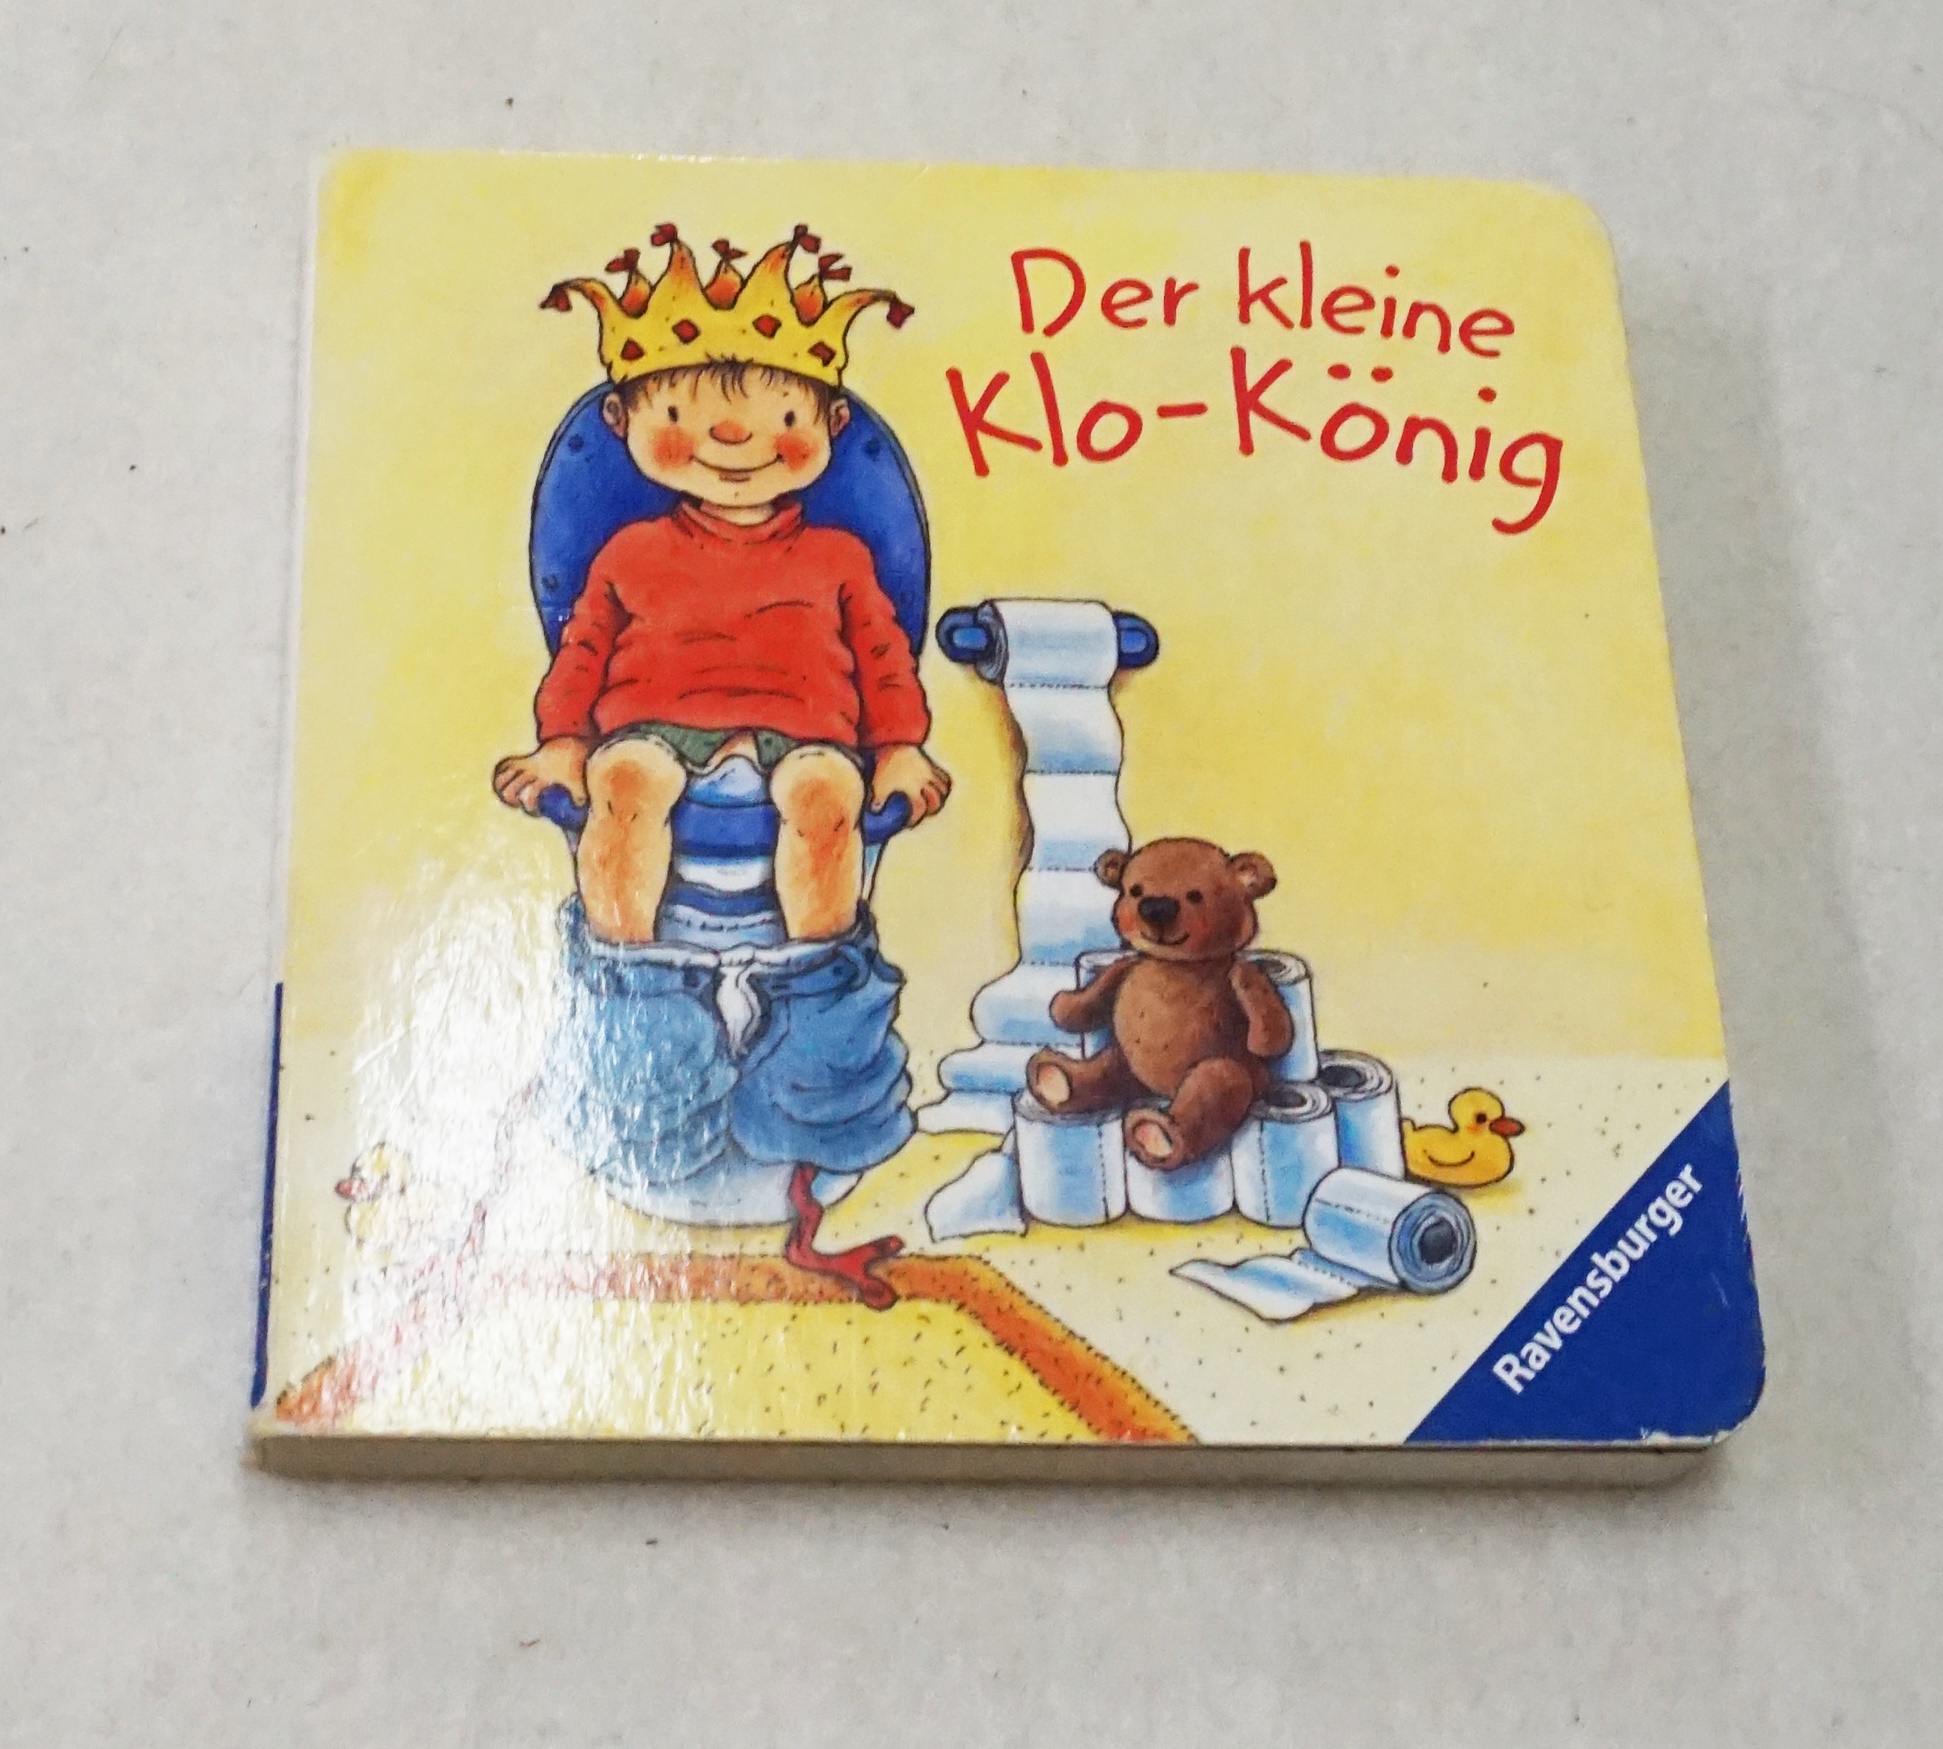 Der kleine
Klo-König
Ravensburger